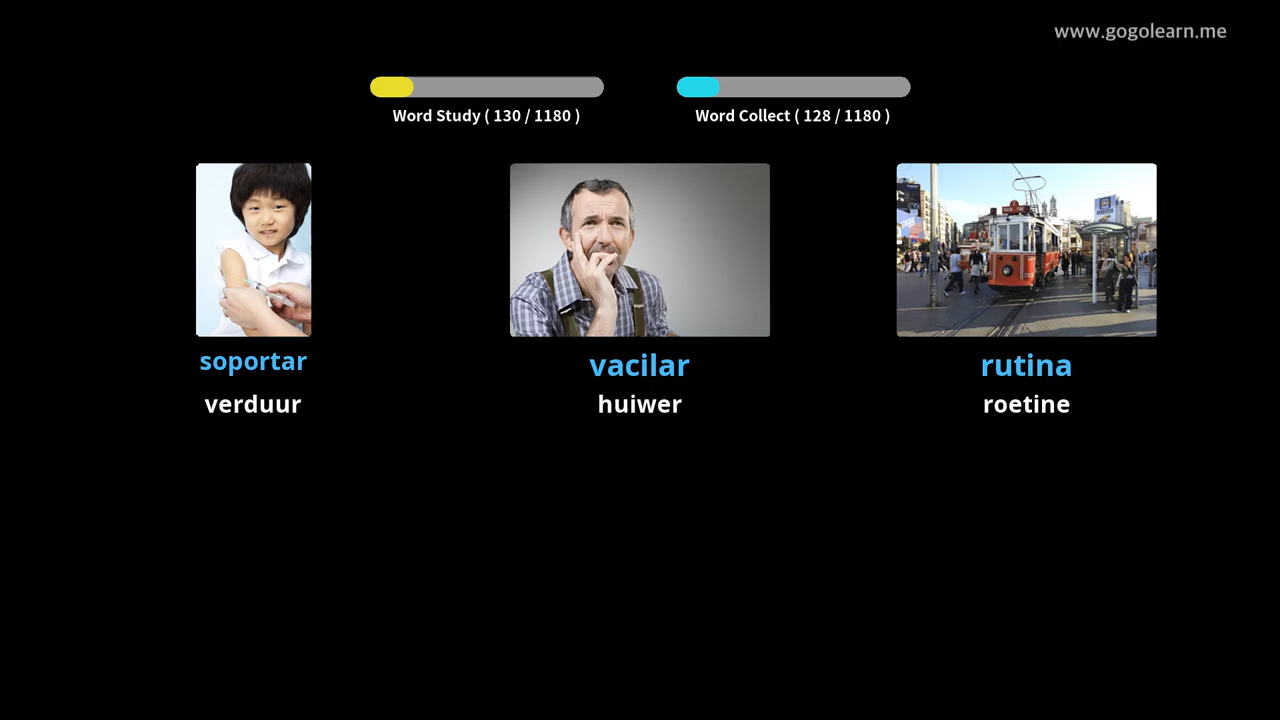 www.gogolearn.me
Word Study ( 130 / 1180 )
Word Collect ( 128 / 1180 )
soportar
vacilar
rutina
verduur
huiwer
roetine